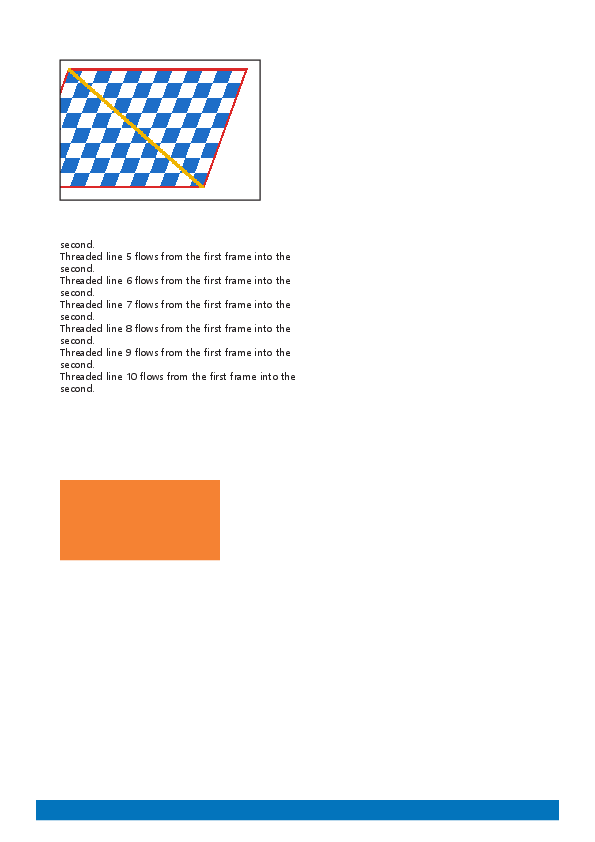 second.
Threaded line 5 flows from the first frame into the
second.
Threaded line 6 flows from the first frame into the
second.
Threaded line 7 flows from the first frame into the
second.
Threaded line 8 flows from the first frame into the
second.
Threaded line 9 flows from the first frame into the
second.
Threaded line 10 flows from the first frame into the
second.